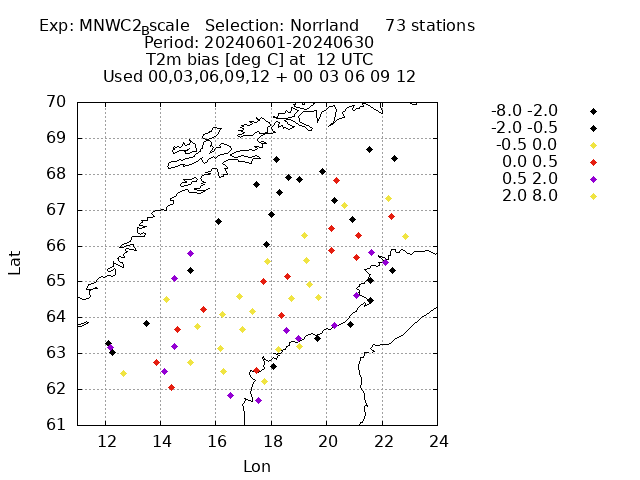 Exp: MNWC2Bscale   Selection: Norrland     73 stations
Period: 20240601-20240630
T2m bias [deg C] at  12 UTC
Used 00,03,06,09,12 + 00 03 06 09 12
-8.0 -2.0
-2.0 -0.5
-0.5 0.0
0.0 0.5
0.5 2.0
2.0 8.0
70
69
68
67
66
65
64
63
62
61
Lat
12 14 16 18 20 22 24
Lon